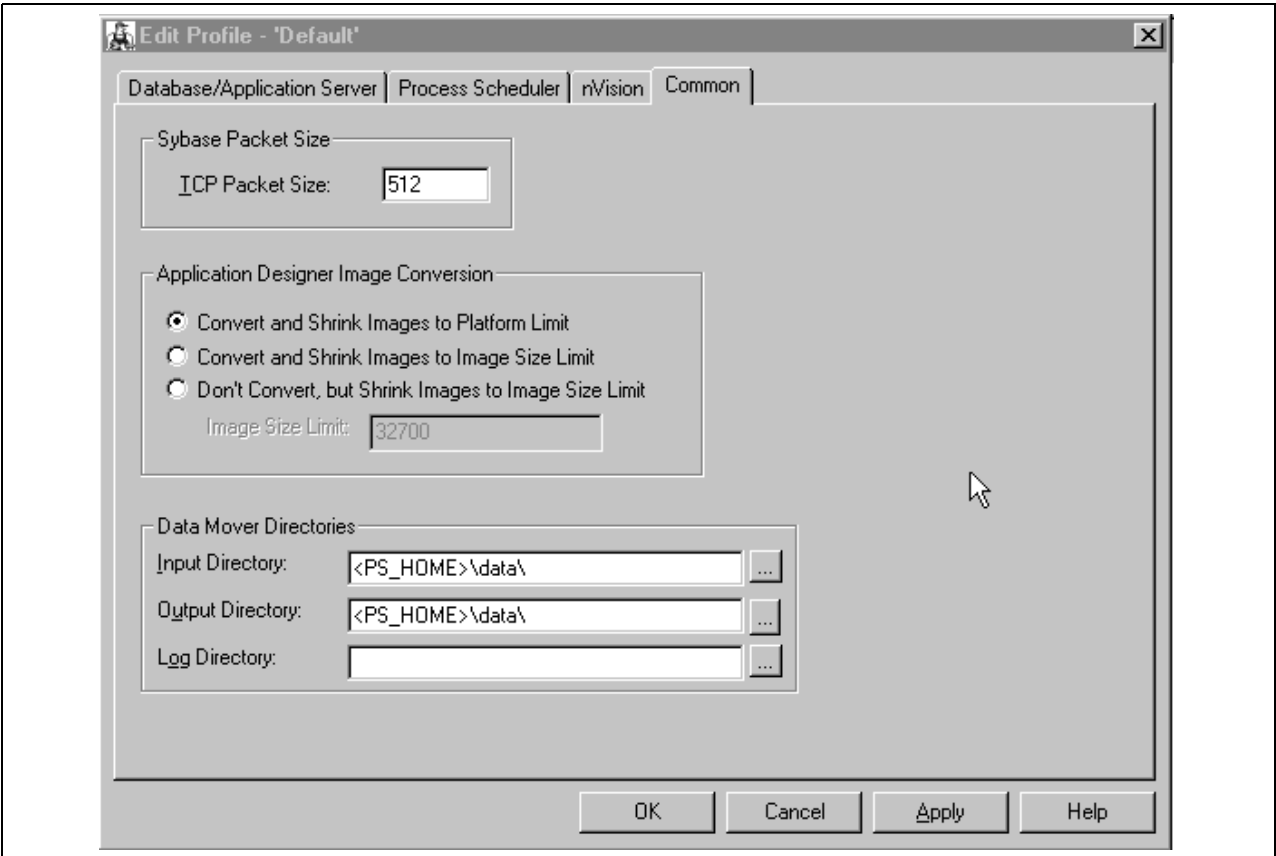 Edit Profile - 'Default'
Database/Application Server
Process Scheduler
nVision
Common
Sybase Packet Size
TCP Packet Size:
512
Application Designer Image Conversion
Convert and Shrink Images to Platform Limit
Convert and Shrink Images to Image Size Limit
Don't Convert, but Shrink Images to Image Size Limit
Image Size Limit:
32700
Data Mover Directories
Input Directory:
<PS_HOME>\data\
...
Output Directory:
<PS_HOME>\data\
...
Log Directory:
...
OK
Cancel
Apply
Help